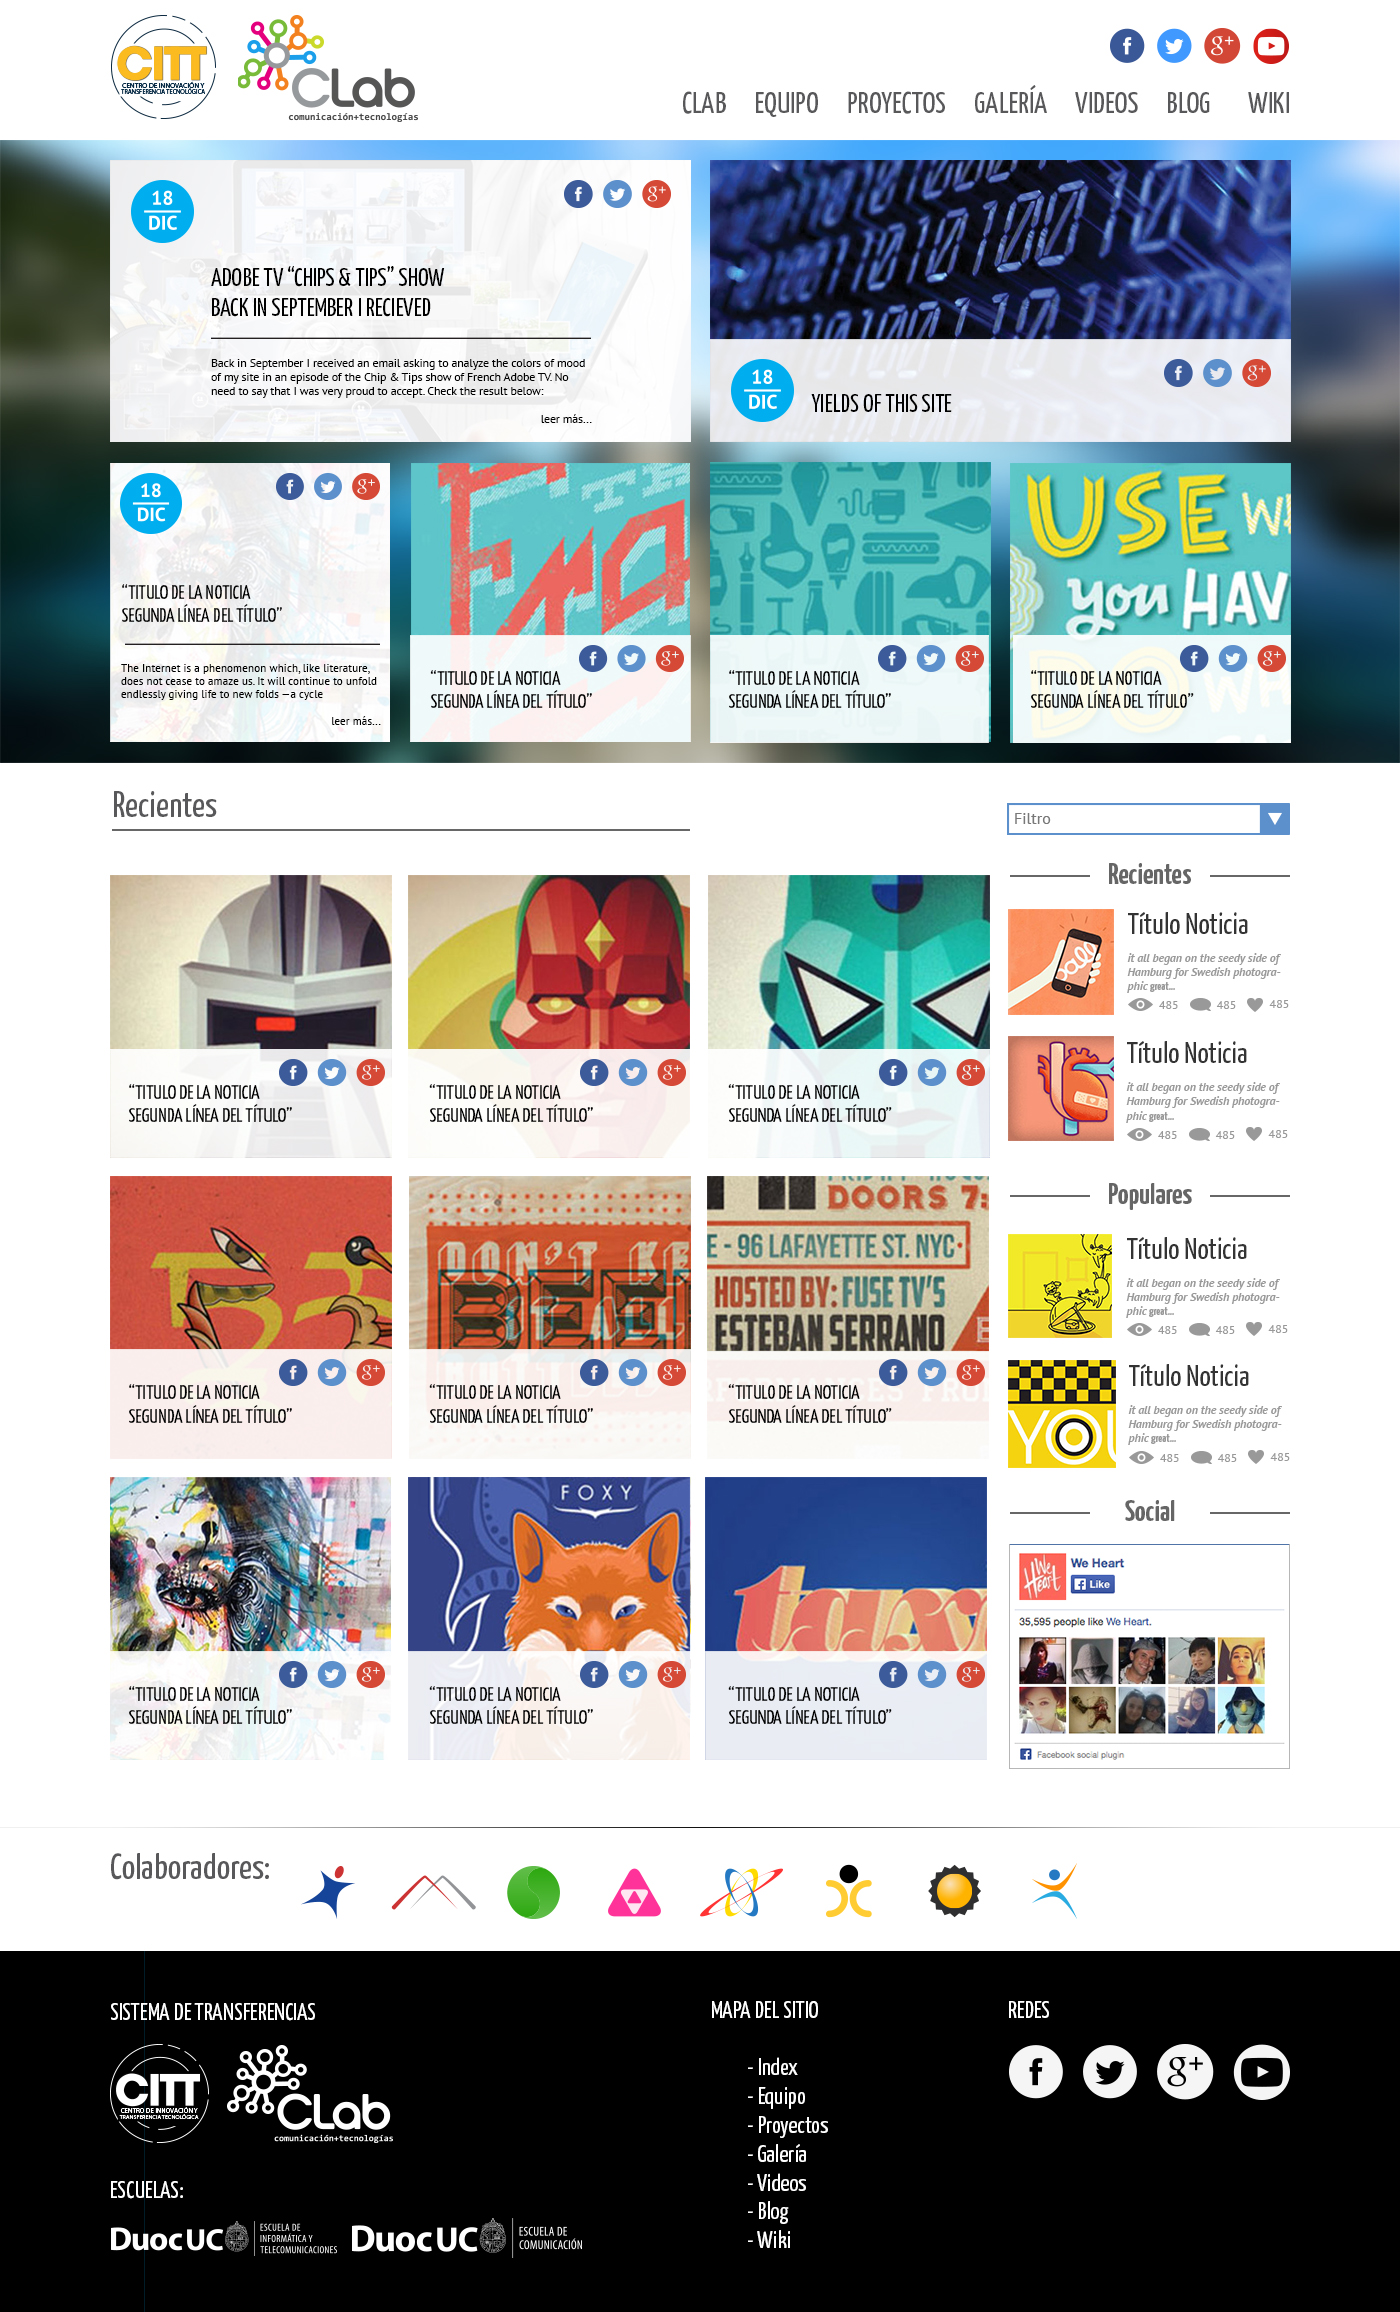 CITT
CENTRO DE INNOVACIÓN Y
TRANSFERENCIA TECNOLÓGICA
CLab
comunicación+tecnologías
CLAB EQUIPO PROYECTOS GALERÍA VIDEOS BLOG WIKI
18
DIC
ADOBE TV “CHIPS & TIPS” SHOW
BACK IN SEPTEMBER I RECIEVED
Back in September I received an email asking to analyze the colors of mood
of my site in an episode of the Chip & Tips show of French Adobe TV. No
need to say that I was very proud to accept. Check the result below:
leer más...
18
DIC
YIELDS OF THIS SITE
18
DIC
“TITULO DE LA NOTICIA
SEGUNDA LÍNEA DEL TÍTULO”
The Internet is a phenomenon which, like literature,
does not cease to amaze us. It will continue to unfold
endlessly giving life to new folds —a cycle
leer más...
“TITULO DE LA NOTICIA
SEGUNDA LÍNEA DEL TÍTULO”
“TITULO DE LA NOTICIA
SEGUNDA LÍNEA DEL TÍTULO”
USE WH
you HAV
“TITULO DE LA NOTICIA
SEGUNDA LÍNEA DEL TÍTULO”
Recientes
Filtro
“TITULO DE LA NOTICIA
SEGUNDA LÍNEA DEL TÍTULO”
“TITULO DE LA NOTICIA
SEGUNDA LÍNEA DEL TÍTULO”
“TITULO DE LA NOTICIA
SEGUNDA LÍNEA DEL TÍTULO”
“TITULO DE LA NOTICIA
SEGUNDA LÍNEA DEL TÍTULO”
DON'T KE
BEE
“TITULO DE LA NOTICIA
SEGUNDA LÍNEA DEL TÍTULO”
DOORS 7:
E - 96 LAFAYETTE ST. NYC
HOSTED BY: FUSE TV'S
ESTEBAN SERRANO
“TITULO DE LA NOTICIA
SEGUNDA LÍNEA DEL TÍTULO”
“TITULO DE LA NOTICIA
SEGUNDA LÍNEA DEL TÍTULO”
FOXY
“TITULO DE LA NOTICIA
SEGUNDA LÍNEA DEL TÍTULO”
“TITULO DE LA NOTICIA
SEGUNDA LÍNEA DEL TÍTULO”
Recientes
Título Noticia
it all began on the seedy side of
Hamburg for Swedish photogra-
phic great...
485 485 485
Título Noticia
it all began on the seedy side of
Hamburg for Swedish photogra-
phic great...
485 485 485
Populares
Título Noticia
it all began on the seedy side of
Hamburg for Swedish photogra-
phic great...
485 485 485
YOU
Título Noticia
it all began on the seedy side of
Hamburg for Swedish photogra-
phic great...
485 485 485
Social
We Heart
We Heart
Like
35,595 people like We Heart.
Facebook social plugin
Colaboradores:
SISTEMA DE TRANSFERENCIAS
CITT
CENTRO DE INNOVACIÓN Y
TRANSFERENCIA TECNOLÓGICA
CLab
comunicación+tecnologías
ESCUELAS:
DuocUC
ESCUELA DE
INFORMÁTICA Y
TELECOMUNICACIONES
DuocUC
ESCUELA DE
COMUNICACIÓN
MAPA DEL SITIO
- Index
- Equipo
- Proyectos
- Galería
- Videos
- Blog
- Wiki
REDES